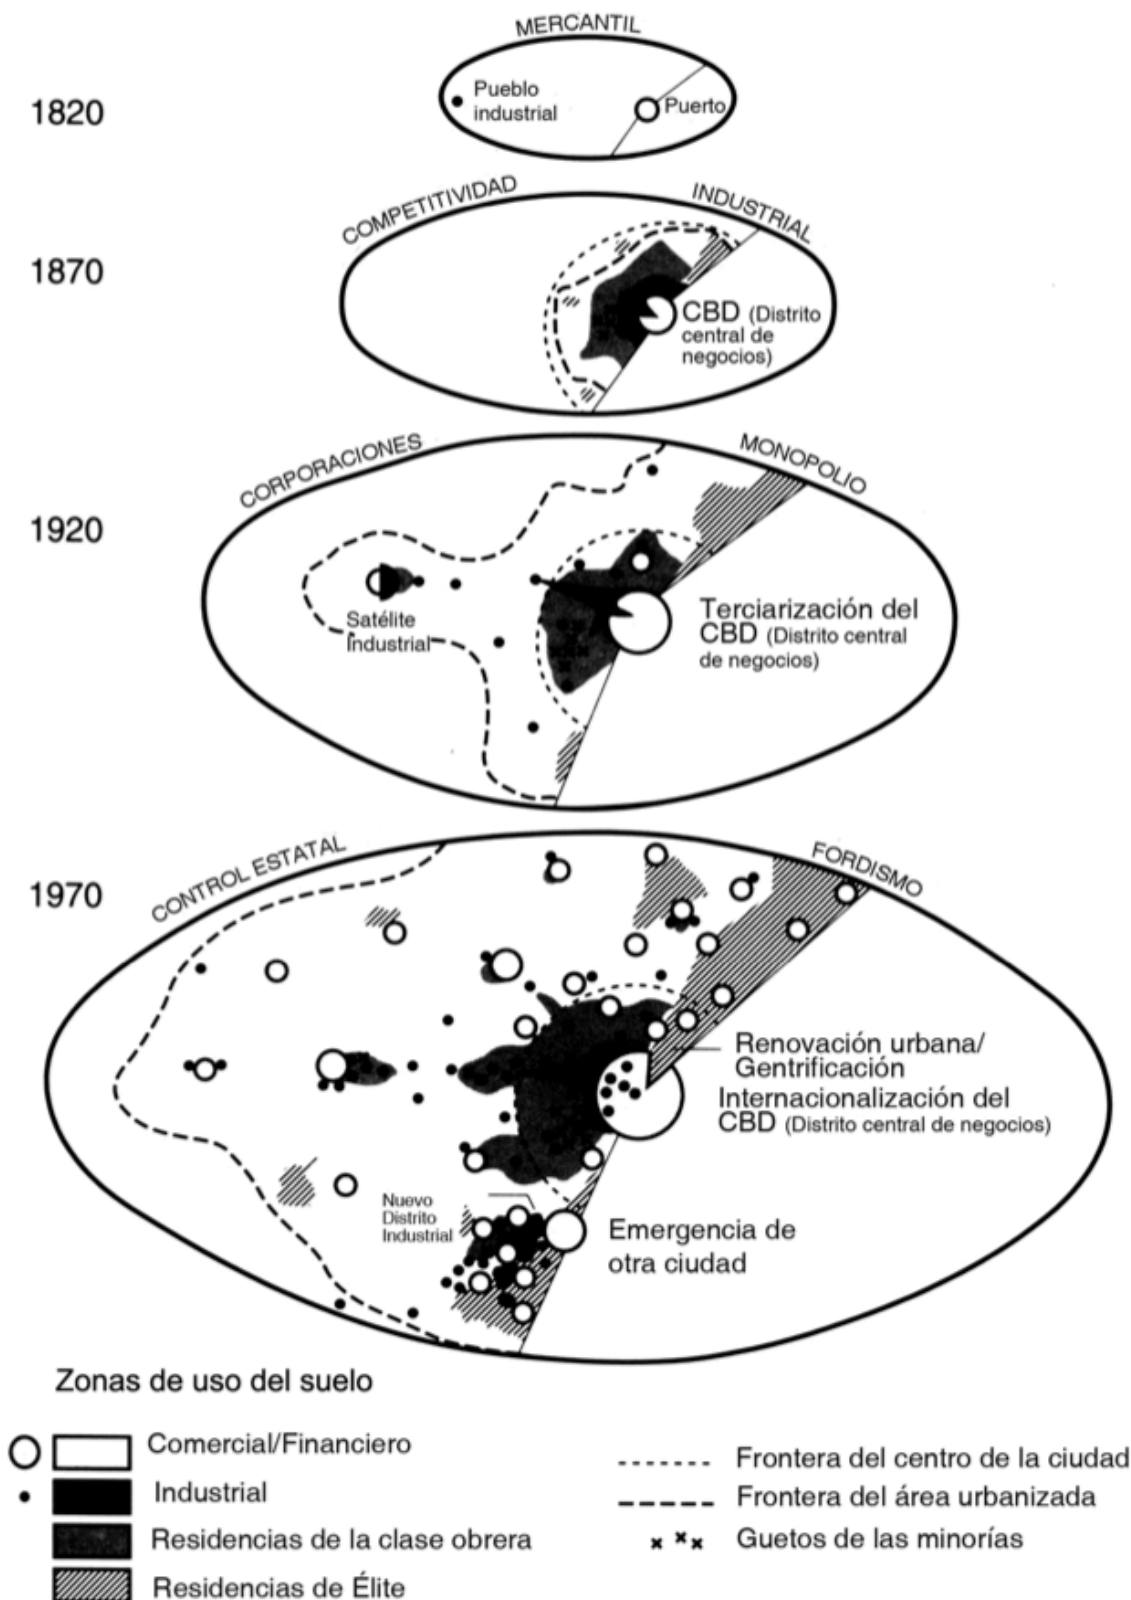 MERCANTIL
1820
Pueblo
industrial
Puerto
COMPETITIVIDAD
INDUSTRIAL
1870
CBD (Distrito
central de
negocios)
CORPORACIONES
MONOPOLIO
1920
Satélite
Industrial
Terciarización del
CBD (Distrito central
de negocios)
CONTROL ESTATAL
FORDISMO
1970
Renovación urbana/
Gentrificación
Internacionalización del
CBD (Distrito central de negocios)
Nuevo
Distrito
Industrial
Emergencia de
otra ciudad
Zonas de uso del suelo
Comercial/Financiero
Industrial
Residencias de la clase obrera
Residencias de Élite
Frontera del centro de la ciudad
Frontera del área urbanizada
Guetos de las minorías